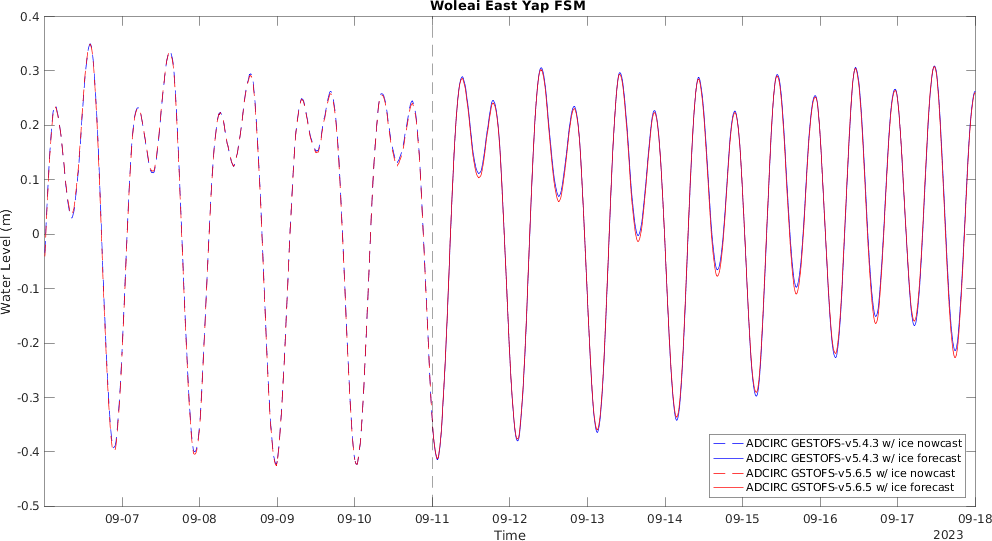 Woleai East Yap FSM
0.4
0.3
0.2
0.1
0
-0.1
-0.2
-0.3
-0.4
-0.5
Water Level (m)
ADCIRC GESTOFS-v5.4.3 w/ ice nowcast
ADCIRC GESTOFS-v5.4.3 w/ ice forecast
ADCIRC GSTOFS-v5.6.5 w/ ice nowcast
ADCIRC GSTOFS-v5.6.5 w/ ice forecast
09-07 09-08 09-09 09-10 09-11 09-12 09-13 09-14 09-15 09-16 09-17 09-18
Time
2023